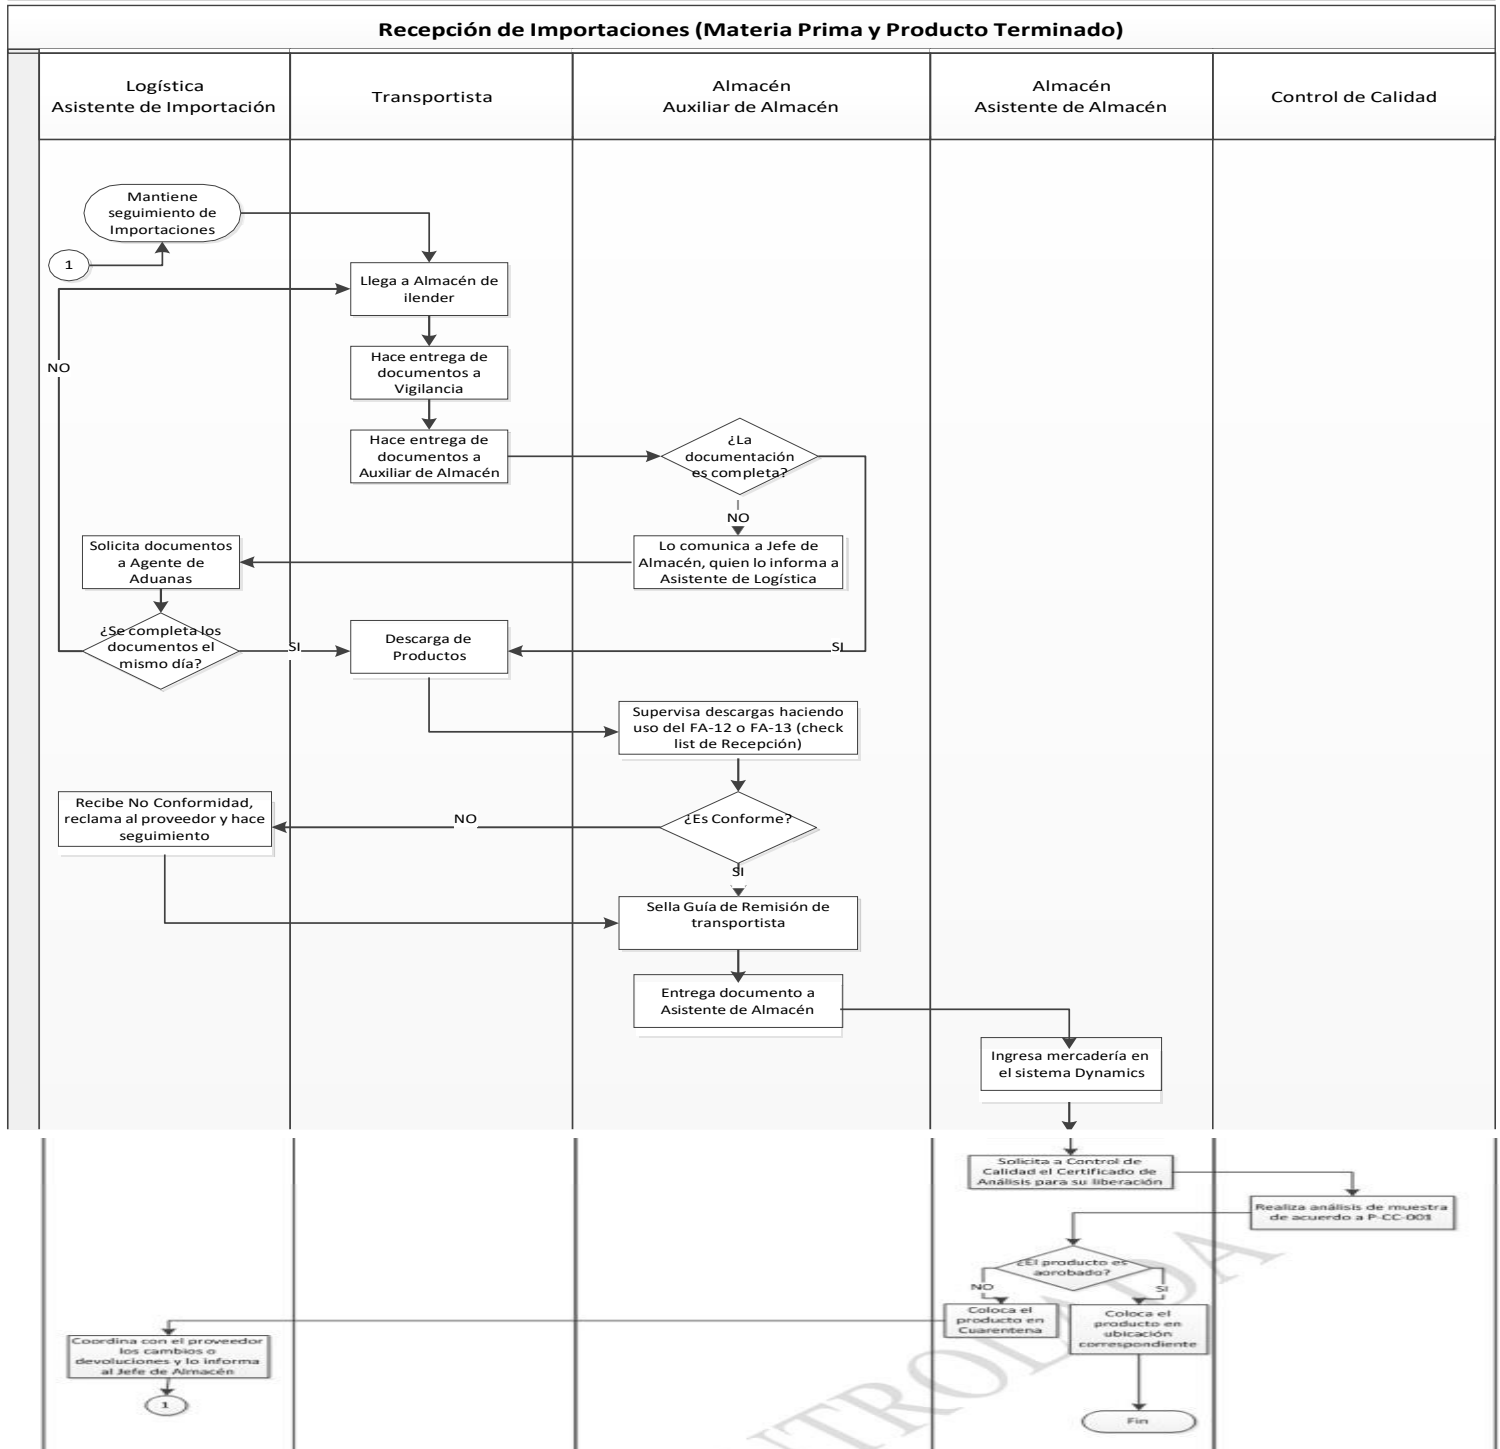 Recepción de Importaciones (Materia Prima y Producto Terminado)
Logística
Asistente de Importación
Transportista
Almacén
Auxiliar de Almacén
Almacén
Asistente de Almacén
Control de Calidad
Mantiene
seguimiento de
Importaciones
1
Llega a Almacén de
ilender
NO
Hace entrega de
documentos a
Vigilancia
Hace entrega de
documentos a
Auxiliar de Almacén
¿La
documentación
es completa?
NO
Solicita documentos
a Agente de
Aduanas
Lo comunica a Jefe de
Almacén, quien lo informa a
Asistente de Logística
¿Se completa los
documentos el
mismo día?
SI
Descarga de
Productos
SI
Supervisa descargas haciendo
uso del FA-12 o FA-13 (check
list de Recepción)
Recibe No Conformidad,
reclama al proveedor y hace
seguimiento
NO
¿Es Conforme?
SI
Sella Guía de Remisión de
transportista
Entrega documento a
Asistente de Almacén
Ingresa mercadería en
el sistema Dynamics
Solicita a Control de
Calidad el Certificado de
Análisis para su liberación
Realiza análisis de muestra
de acuerdo a P-CC-001
¿El producto es
aprobado?
NO
SI
Coloca el
producto en
Cuarentena
Coloca el
producto en
ubicación
correspondiente
Coordina con el proveedor
los cambios o
devoluciones y lo informa
al Jefe de Almacén
1
Fin
NTROLADA